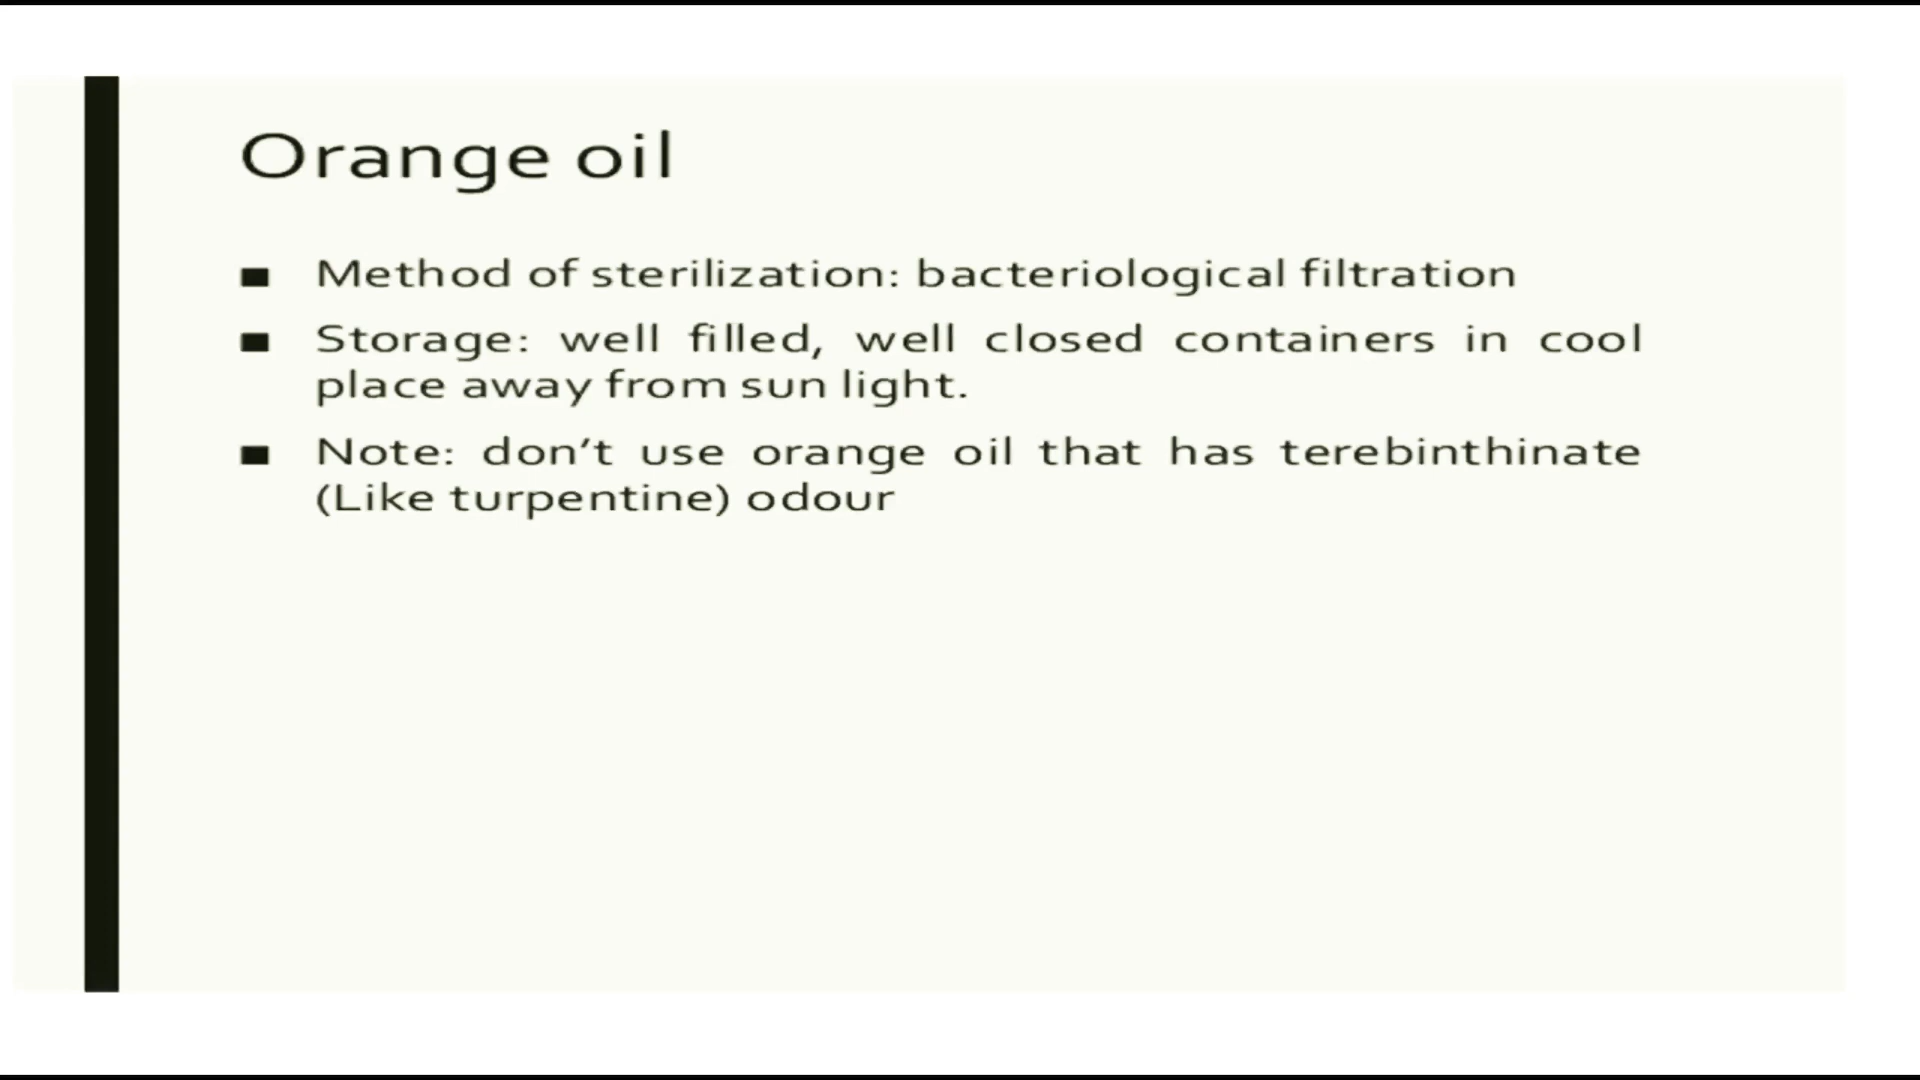 Orange oil
■ Method of sterilization: bacteriological filtration
■ Storage: well filled, well closed containers in cool
place away from sun light.
■ Note: don’t use orange oil that has terebinthinate
(Like turpentine) odour